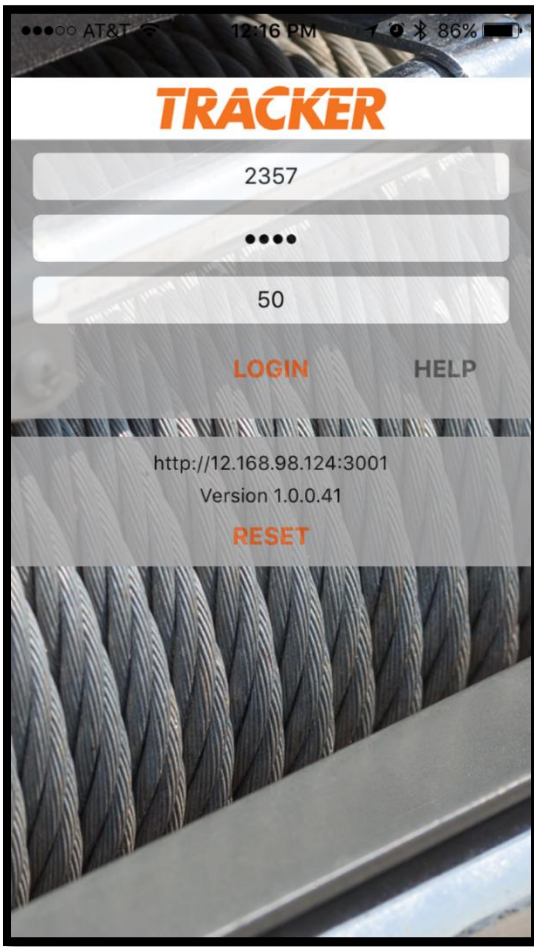 AT&T 12:16 PM 86%
TRACKER
2357
••••
50
LOGIN HELP
http://12.168.98.124:3001
Version 1.0.0.41
RESET